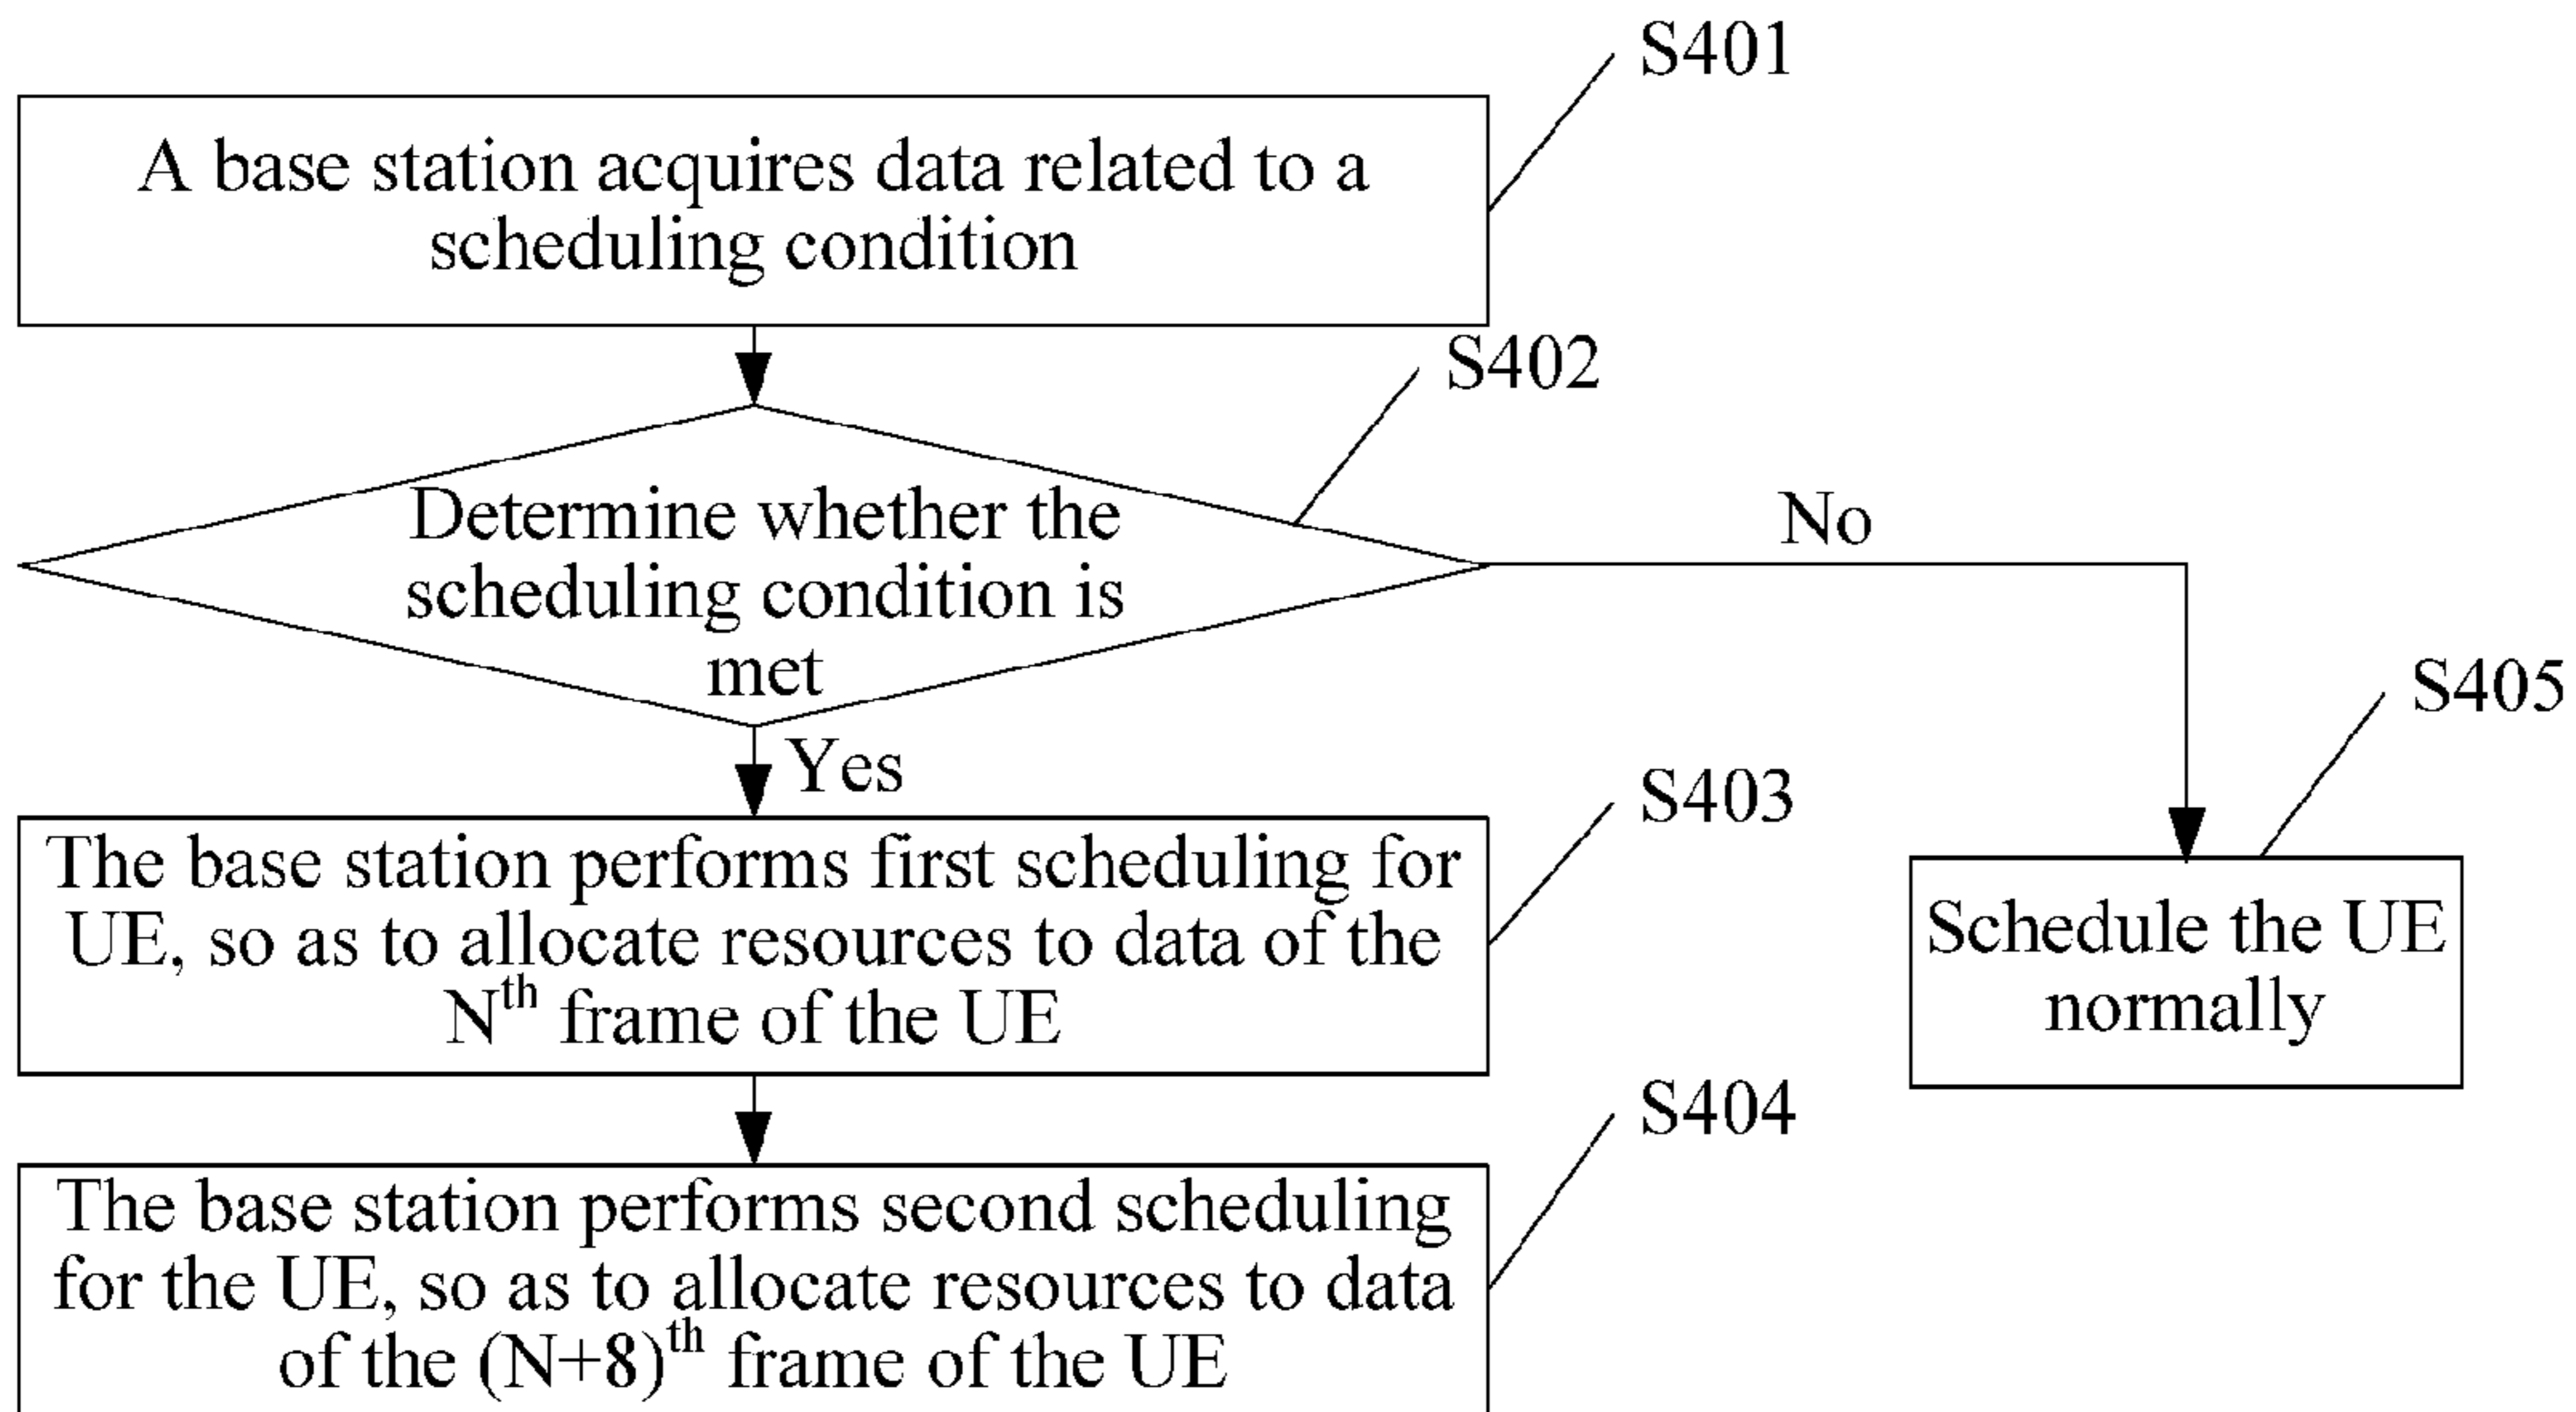 S401
A base station acquires data related to a
scheduling condition
S402
Determine whether the
scheduling condition is
met
No
Yes
S403
The base station performs first scheduling for
UE, so as to allocate resources to data of the
Nth frame of the UE
S405
Schedule the UE
normally
S404
The base station performs second scheduling
for the UE, so as to allocate resources to data
of the (N+8)th frame of the UE